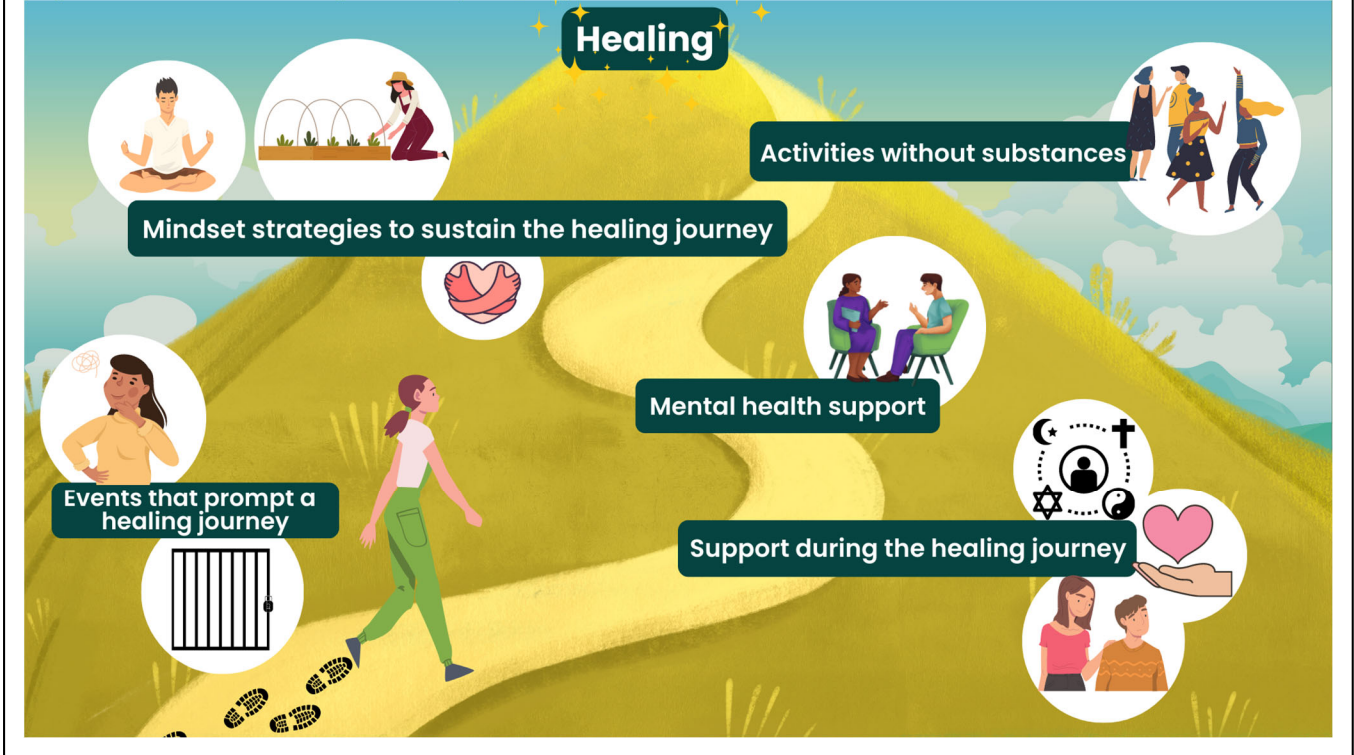 Healing
Activities without substances
Mindset strategies to sustain the healing journey
Mental health support
Events that prompt a
healing journey
Support during the healing journey